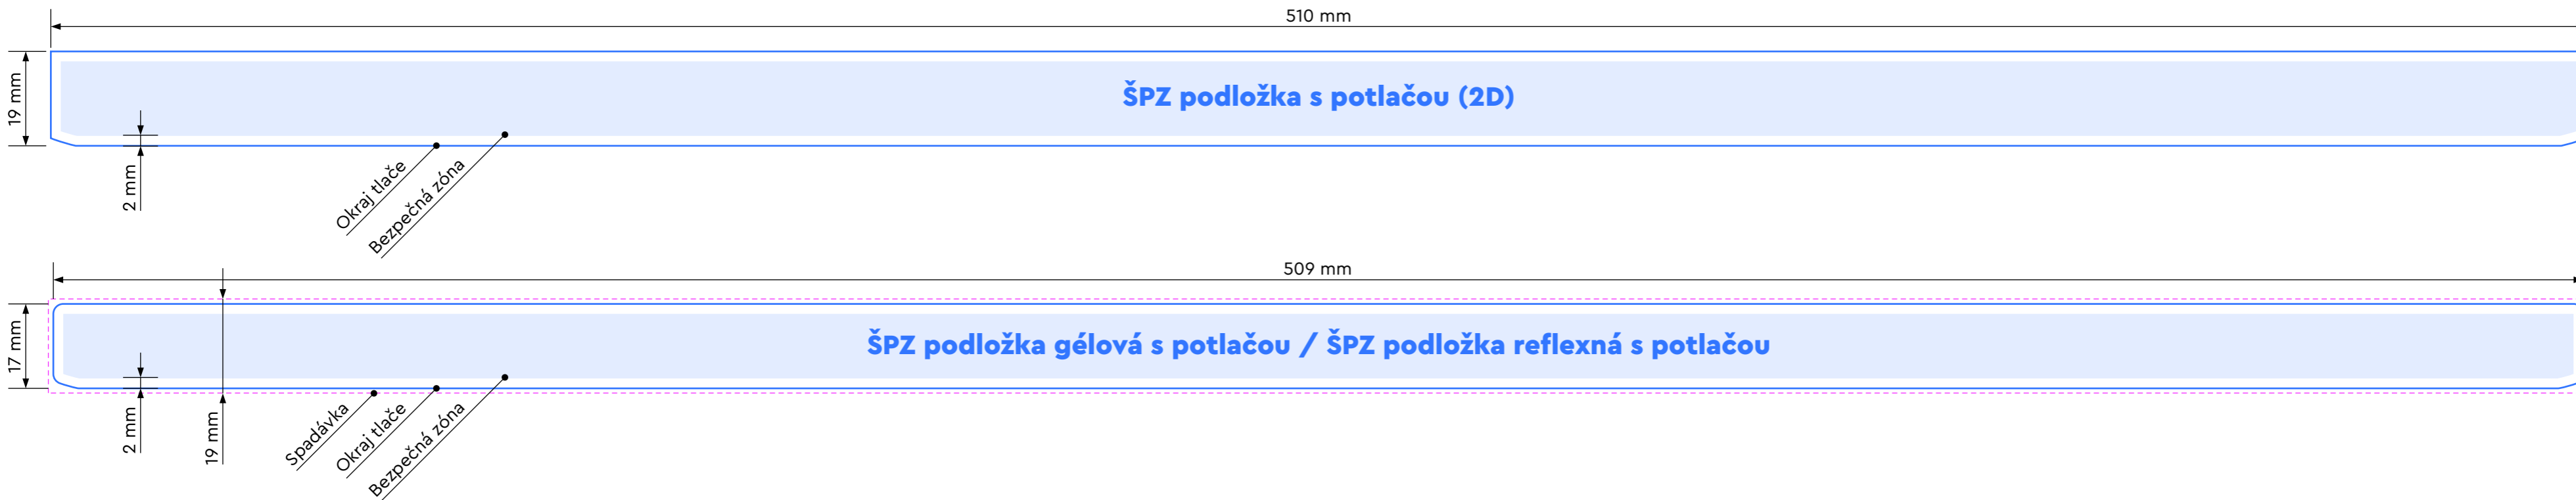 510 mm
19 mm
ŠPZ podložka s potlačou (2D)
2 mm
Okraj tlače
Bezpečná zóna
509 mm
17 mm
ŠPZ podložka gélová s potlačou / ŠPZ podložka reflexná s potlačou
2 mm
19 mm
Spadávka
Okraj tlače
Bezpečná zóna